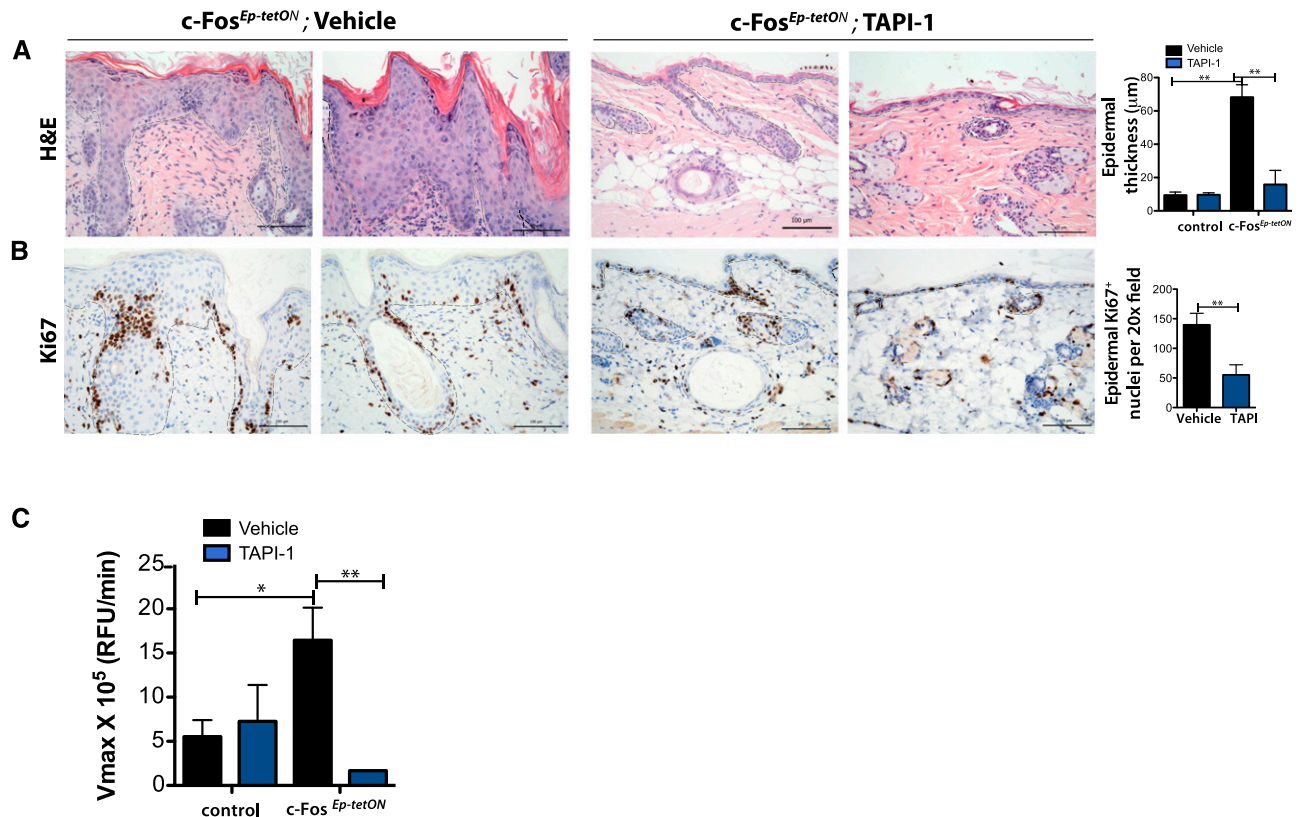 c-Fos Ep-tetON ; Vehicle
c-Fos Ep-tetON ; TAPI-1
A
H&E
100 μm
Vehicle
TAPI-1
Epidermal
thickness (μm)
80
60
40
20
0
control c-Fos Ep-tetON
**
**
B
Ki67
Epidermal Ki67+
nuclei per 20x field
200
150
100
50
0
**
Vehicle TAPI
C
Vehicle
TAPI-1
Vmax X 10⁵ (RFU/min)
25
20
15
10
5
0
*
**
control c-Fos Ep-tetON